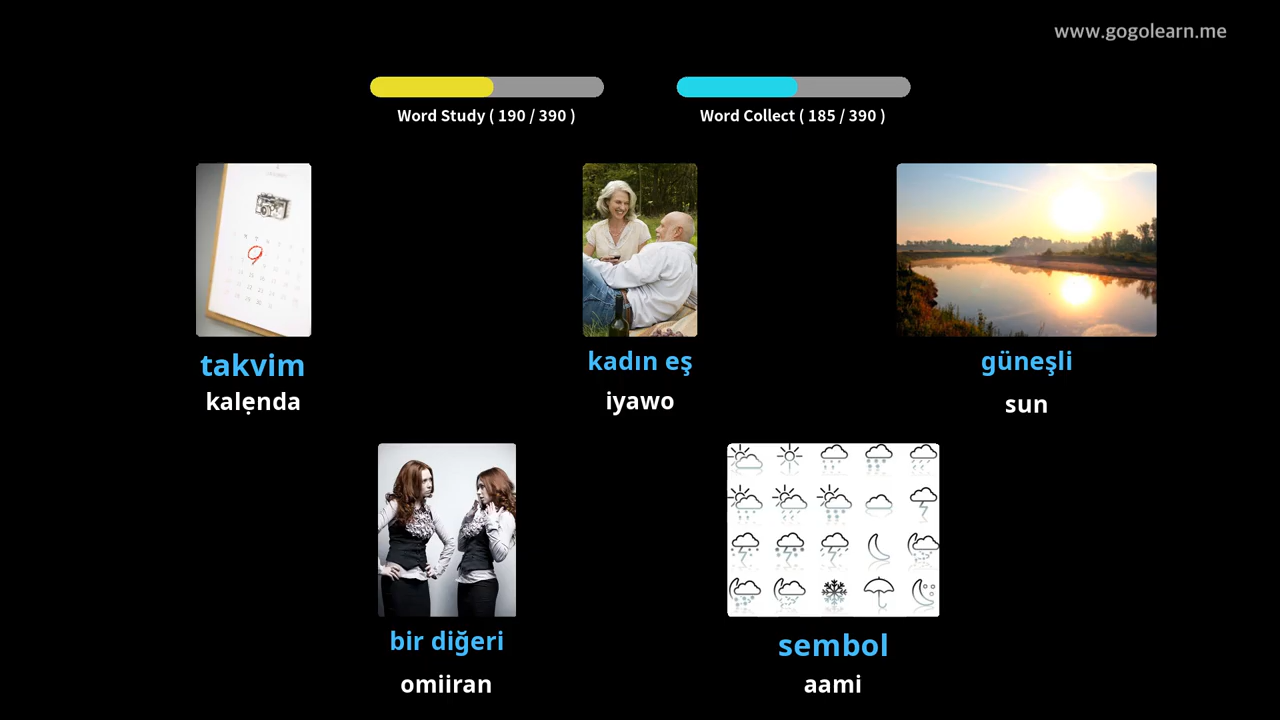 www.gogolearn.me
Word Study ( 190 / 390 )
Word Collect ( 185 / 390 )
takvim
kalẹnda
kadın eş
iyawo
güneşli
sun
bir diğeri
omiiran
sembol
aami